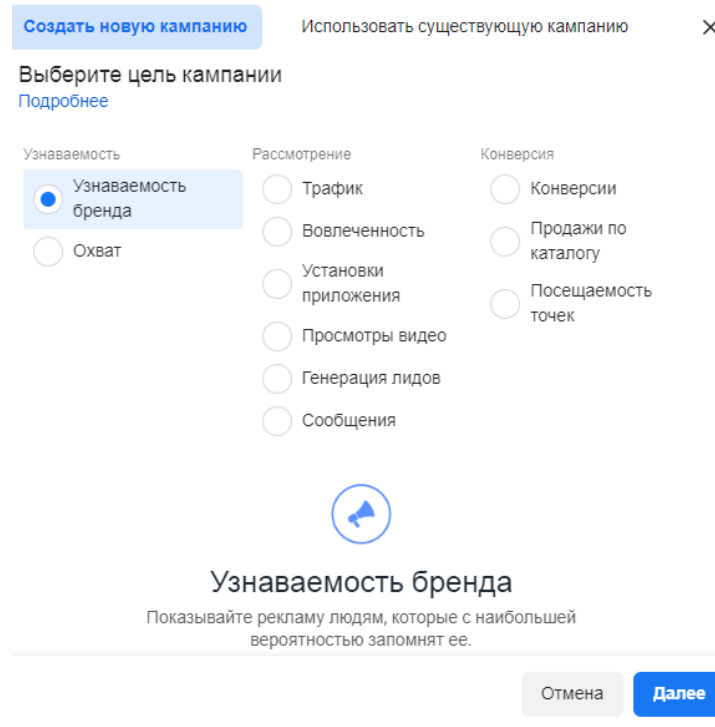 Создать новую кампанию
Использовать существующую кампанию
Выберите цель кампании
Подробнее
Узнаваемость
Узнаваемость
бренда
Охват
Рассмотрение
Трафик
Вовлеченность
Установки
приложения
Просмотры видео
Генерация лидов
Сообщения
Конверсия
Конверсии
Продажи по
каталогу
Посещаемость
точек
Узнаваемость бренда
Показывайте рекламу людям, которые с наибольшей
вероятностью запомнят ее.
Отмена
Далее